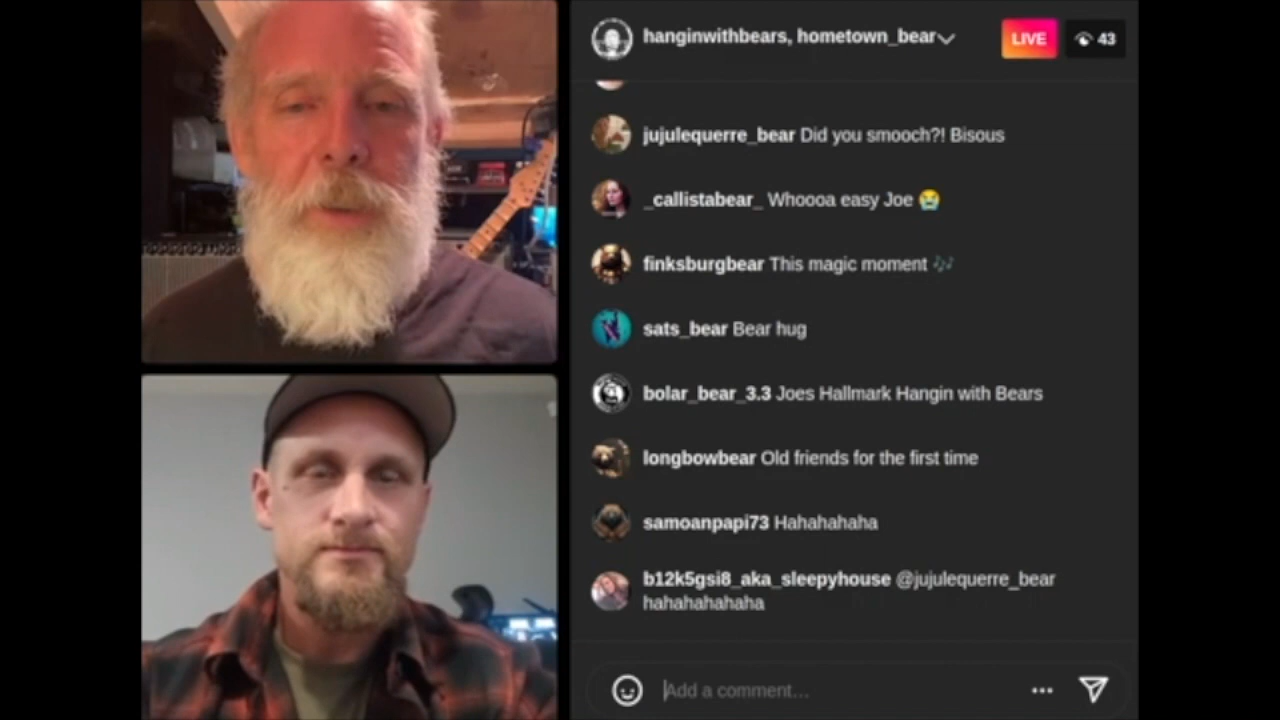 hanginwithbears, hometown_bear
LIVE
43
jujulequerre_bear Did you smooch?! Bisous
_callistabear_ Whoooa easy Joe 😭
finksburgbear This magic moment 🎶
sats_bear Bear hug
bolar_bear_3.3 Joes Hallmark Hangin with Bears
longbowbear Old friends for the first time
samoanpapi73 Hahahahaha
b12k5gsi8_aka_sleepyhouse @jujulequerre_bear
hahahahahaha
Add a comment…